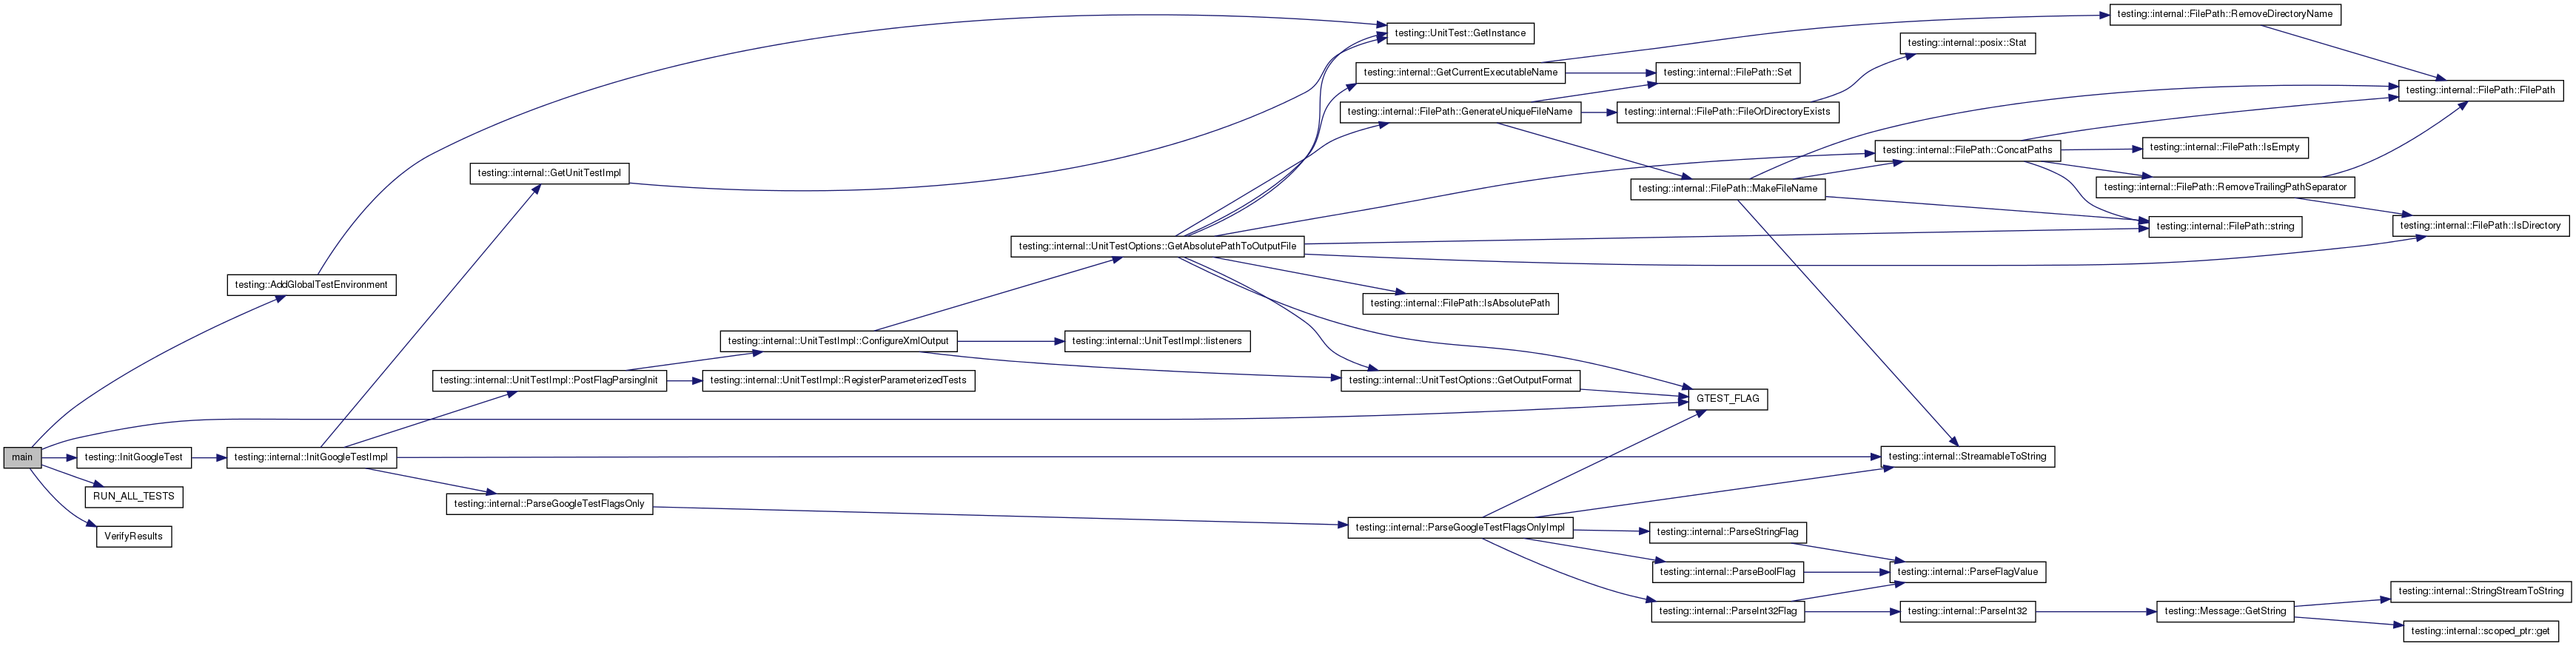 main
testing::AddGlobalTestEnvironment
testing::InitGoogleTest
RUN_ALL_TESTS
VerifyResults
testing::internal::InitGoogleTestImpl
testing::internal::GetUnitTestImpl
testing::internal::UnitTestImpl::PostFlagParsingInit
testing::internal::ParseGoogleTestFlagsOnly
testing::internal::UnitTestImpl::ConfigureXmlOutput
testing::internal::UnitTestImpl::RegisterParameterizedTests
testing::internal::UnitTestOptions::GetAbsolutePathToOutputFile
testing::internal::UnitTestImpl::listeners
testing::UnitTest::GetInstance
testing::internal::GetCurrentExecutableName
testing::internal::FilePath::GenerateUniqueFileName
testing::internal::FilePath::IsAbsolutePath
testing::internal::UnitTestOptions::GetOutputFormat
testing::internal::ParseGoogleTestFlagsOnlyImpl
testing::internal::FilePath::Set
testing::internal::FilePath::FileOrDirectoryExists
testing::internal::FilePath::MakeFileName
GTEST_FLAG
testing::internal::ParseStringFlag
testing::internal::ParseBoolFlag
testing::internal::ParseInt32Flag
testing::internal::posix::Stat
testing::internal::FilePath::ConcatPaths
testing::internal::StreamableToString
testing::internal::ParseFlagValue
testing::internal::ParseInt32
testing::internal::FilePath::RemoveDirectoryName
testing::internal::FilePath::IsEmpty
testing::internal::FilePath::RemoveTrailingPathSeparator
testing::internal::FilePath::string
testing::Message::GetString
testing::internal::FilePath::FilePath
testing::internal::FilePath::IsDirectory
testing::internal::StringStreamToString
testing::internal::scoped_ptr::get